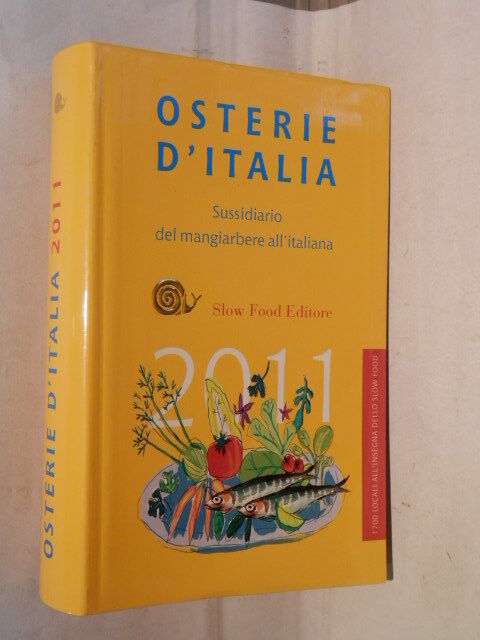 OSTERIE D'ITALIA 2011
OSTERIE
D'ITALIA
Sussidiario
del mangiarbere all'italiana
Slow Food Editore
2011
1700 LOCALI ALL'INSEGNA DELLO SLOW FOOD